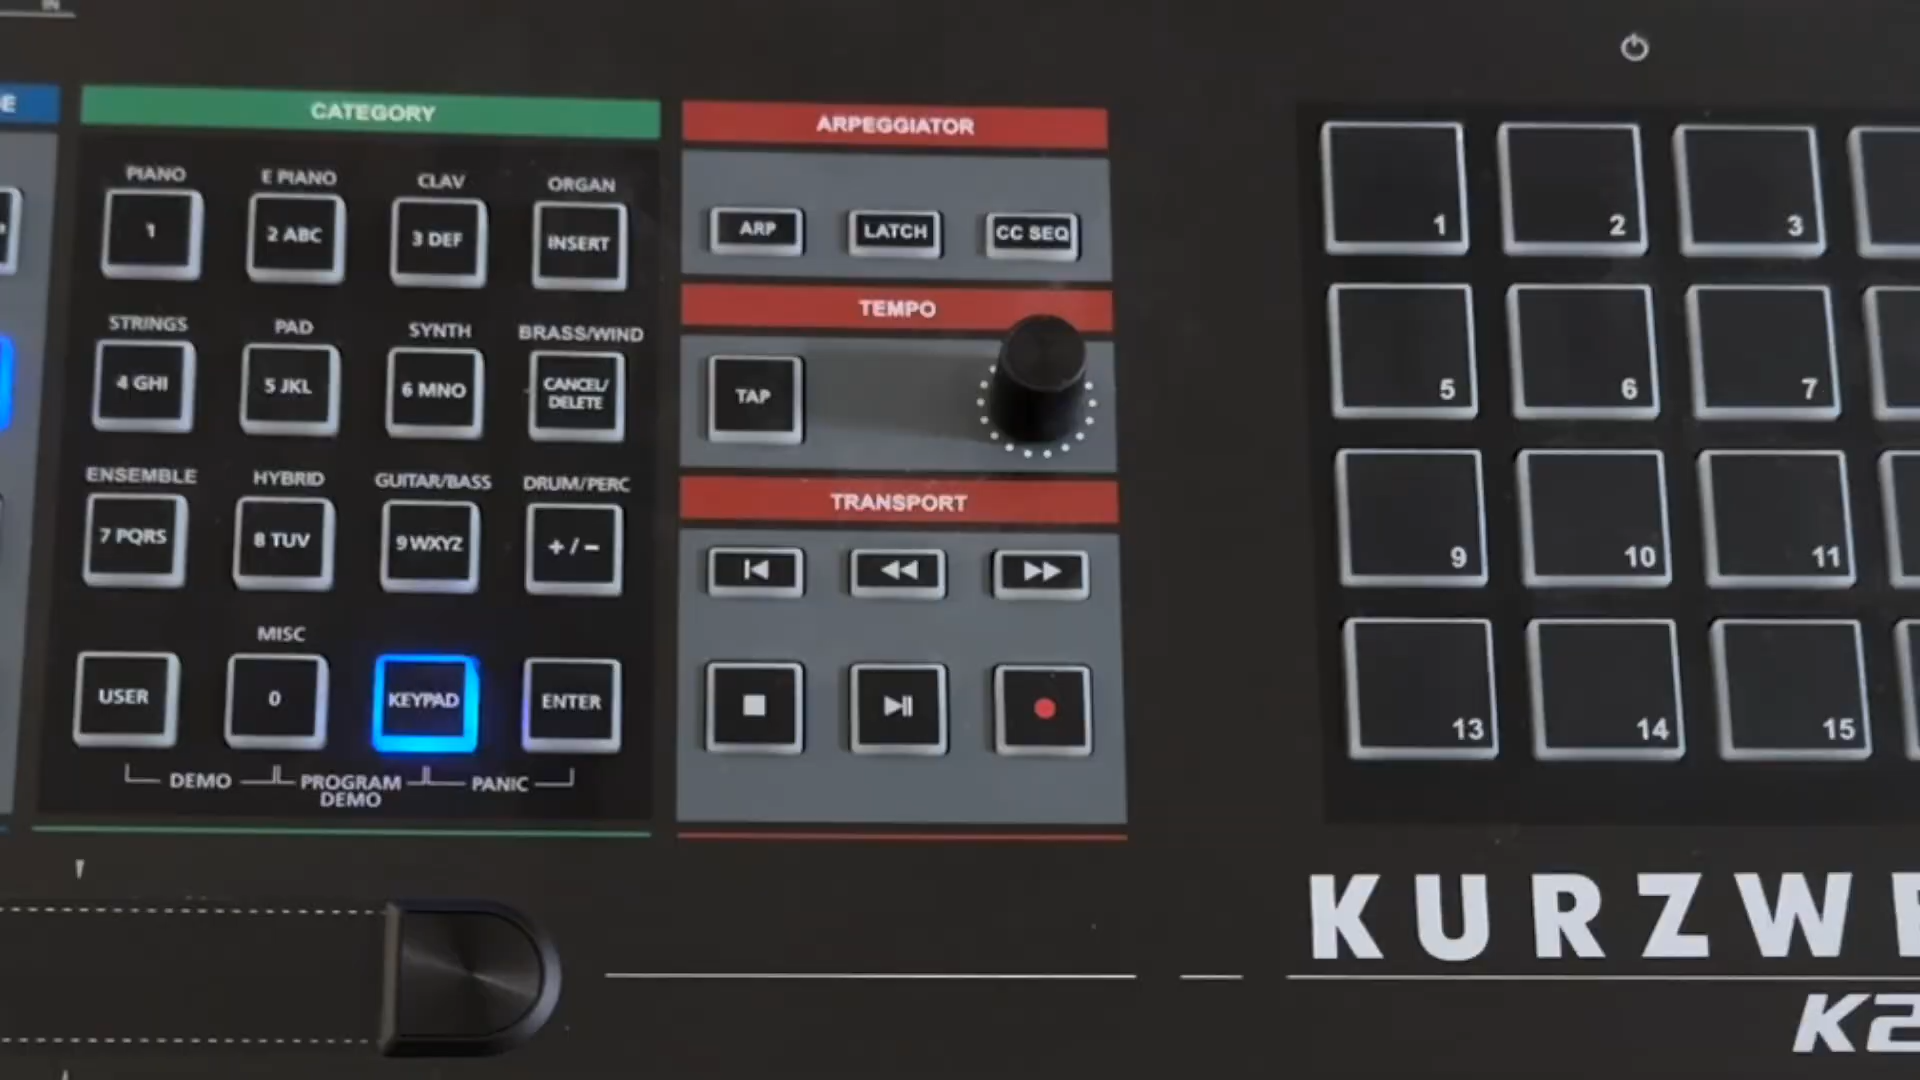 IN
E
CATEGORY
PIANO
E PIANO
CLAV
ORGAN
1
2 ABC
3 DEF
INSERT
STRINGS
PAD
SYNTH
BRASS/WIND
4 GHI
5 JKL
6 MNO
CANCEL/
DELETE
ENSEMBLE
HYBRID
GUITAR/BASS
DRUM/PERC
7 PQRS
8 TUV
9 WXYZ
+ / −
MISC
USER
0
KEYPAD
ENTER
DEMO
PROGRAM
DEMO
PANIC
ARPEGGIATOR
ARP
LATCH
CC SEQ
TEMPO
TAP
TRANSPORT
1
2
3
5
6
7
9
10
11
13
14
15
KURZWE
K2